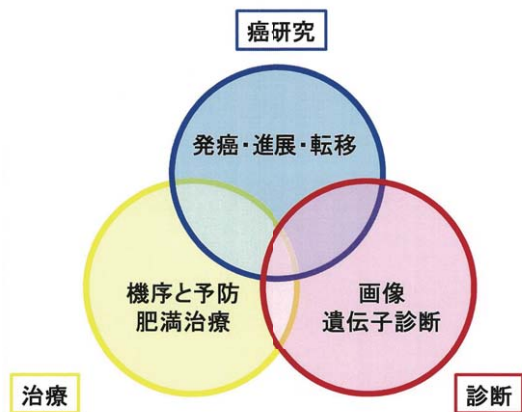 癌研究
発癌・進展・転移
機序と予防
肥満治療
画像
遺伝子診断
治療
診断